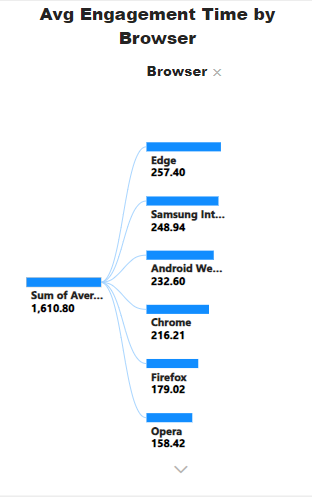 Avg Engagement Time by
Browser
Browser ×
Edge
257.40
Samsung Int...
248.94
Android We...
232.60
Sum of Aver...
1,610.80
Chrome
216.21
Firefox
179.02
Opera
158.42